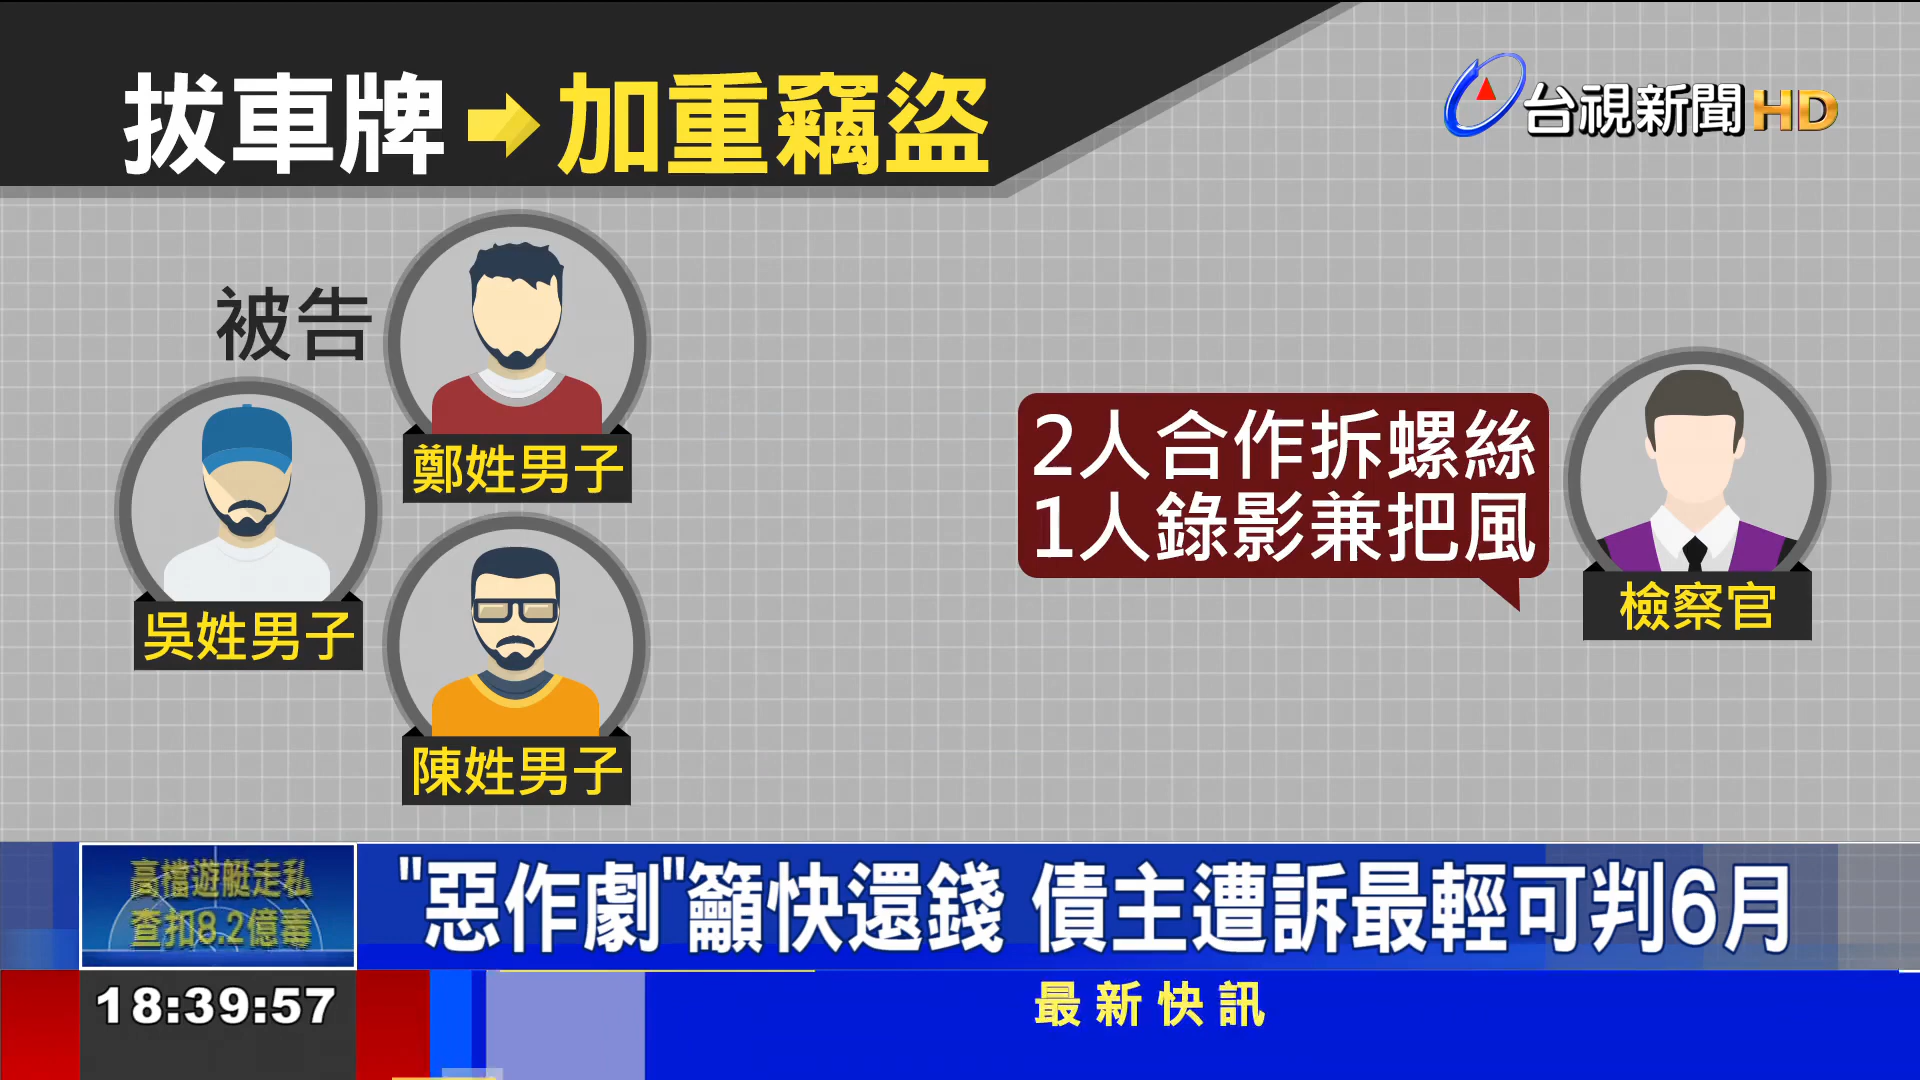 拔車牌➡加重竊盜
台視新聞HD
被告
鄭姓男子
吳姓男子
陳姓男子
2人合作拆螺絲
1人錄影兼把風
檢察官
高檔遊艇走私
查扣8.2億毒
"惡作劇"籲快還錢 債主遭訴最輕可判6月
18:39:57
最新快訊